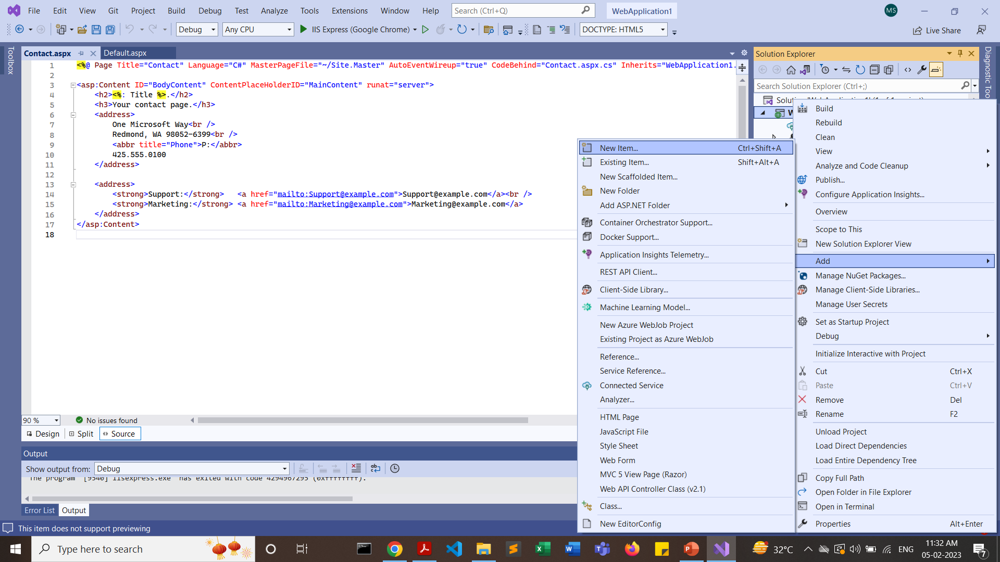 File Edit View Git Project Build Debug Test Analyze Tools Extensions Window Help Search (Ctrl+Q) WebApplication1 MS
Debug Any CPU IIS Express (Google Chrome) DOCTYPE: HTML5 Live Share
Toolbox
Contact.aspx Default.aspx
1 <%@ Page Title="Contact" Language="C#" MasterPageFile="~/Site.Master" AutoEventWireup="true" CodeBehind="Contact.aspx.cs" Inherits="WebApplication1.
2
3 <asp:Content ID="BodyContent" ContentPlaceHolderID="MainContent" runat="server">
4 <h2><%: Title %>.</h2>
5 <h3>Your contact page.</h3>
6 <address>
7 One Microsoft Way<br />
8 Redmond, WA 98052-6399<br />
9 <abbr title="Phone">P:</abbr>
10 425.555.0100
11 </address>
12
13 <address>
14 <strong>Support:</strong> <a href="mailto:Support@example.com">Support@example.com</a><br />
15 <strong>Marketing:</strong> <a href="mailto:Marketing@example.com">Marketing@example.com</a>
16 </address>
17 </asp:Content>
18
90 % No issues found
Design Split Source
Output
Show output from: Debug
The program '[9540] iisexpress.exe' has exited with code 4294967295 (0xffffffff).
Error List Output
This item does not support previewing
Solution Explorer
Search Solution Explorer (Ctrl+;)
Diagnostic Too
New Item... Ctrl+Shift+A
Existing Item... Shift+Alt+A
New Scaffolded Item...
New Folder
Add ASP.NET Folder
Container Orchestrator Support...
Docker Support...
Application Insights Telemetry...
REST API Client...
Client-Side Library...
Machine Learning Model...
New Azure WebJob Project
Existing Project as Azure WebJob
Reference...
Service Reference...
Connected Service
Analyzer...
HTML Page
JavaScript File
Style Sheet
Web Form
MVC 5 View Page (Razor)
Web API Controller Class (v2.1)
Class...
New EditorConfig
Build
Rebuild
Clean
View
Analyze and Code Cleanup
Publish...
Configure Application Insights...
Overview
Scope to This
New Solution Explorer View
Add
Manage NuGet Packages...
Manage Client-Side Libraries...
Manage User Secrets
Set as Startup Project
Debug
Initialize Interactive with Project
Cut Ctrl+X
Paste Ctrl+V
Remove Del
Rename F2
Unload Project
Load Direct Dependencies
Load Entire Dependency Tree
Copy Full Path
Open Folder in File Explorer
Open in Terminal
Properties Alt+Enter
Type here to search
32°C ENG 11:32 AM
05-02-2023 7